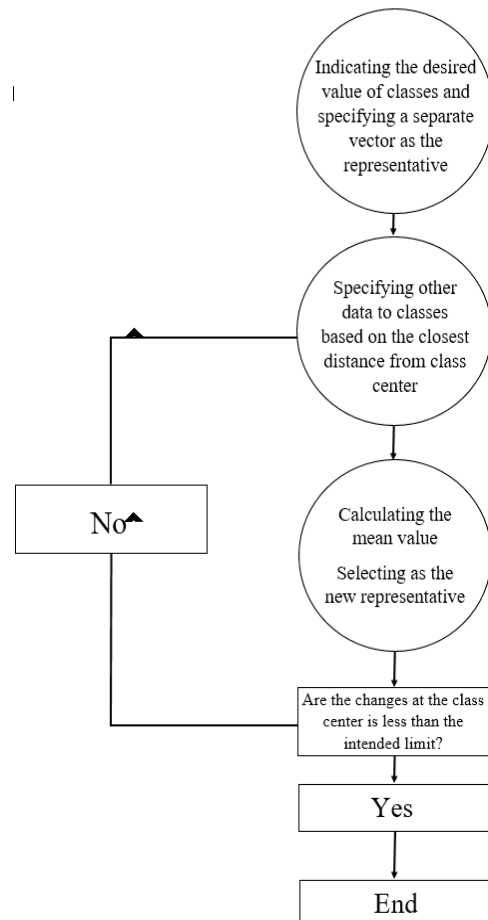 Indicating the desired
value of classes and
specifying a separate
vector as the
representative
Specifying other
data to classes
based on the closest
distance from class
center
No
Calculating the
mean value
Selecting as the
new representative
Are the changes at the class
center is less than the
intended limit?
Yes
End